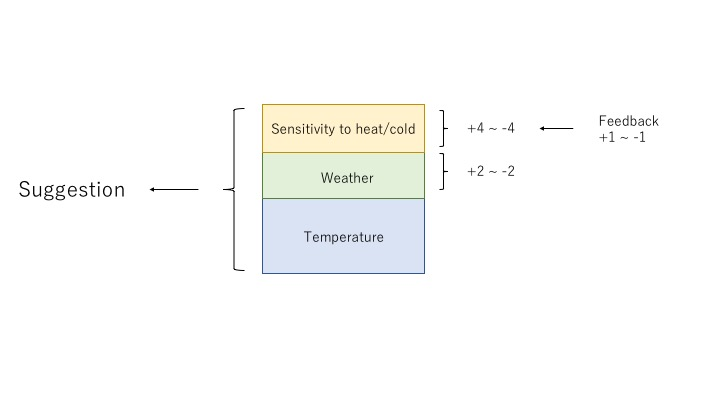 Suggestion
Sensitivity to heat/cold
Weather
Temperature
+4 ~ -4
+2 ~ -2
Feedback
+1 ~ -1